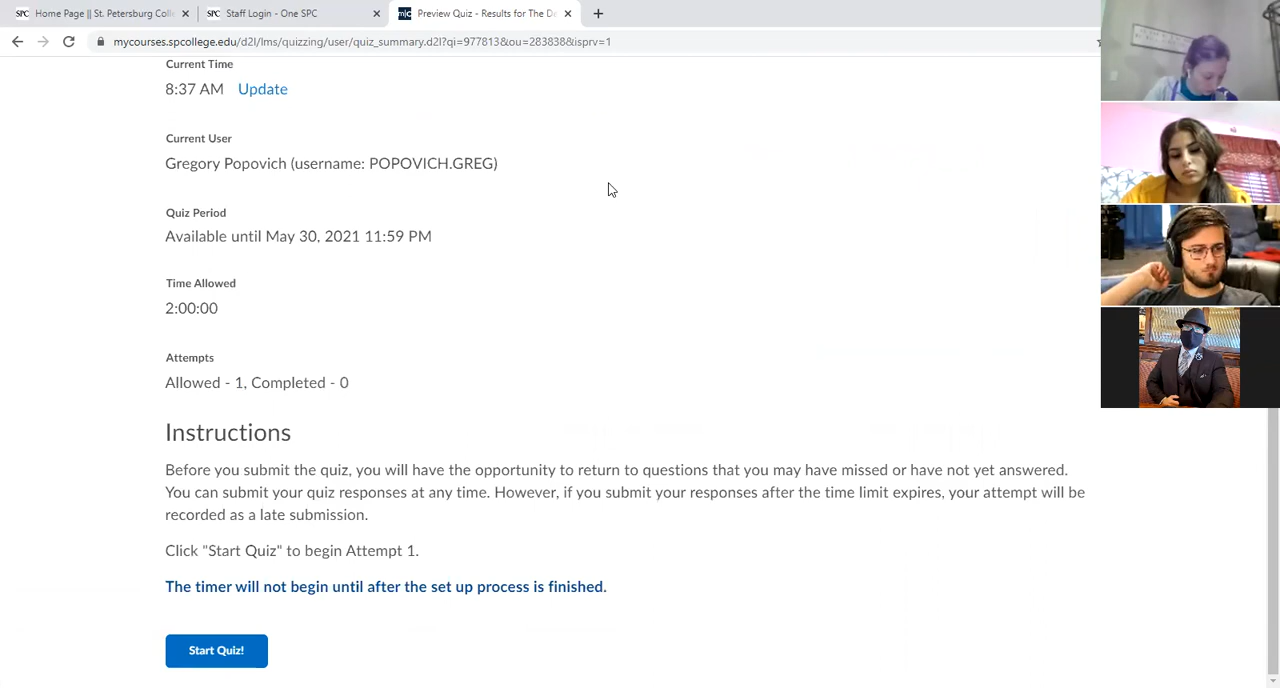 Home Page || St. Petersburg Coll
Staff Login - One SPC
Preview Quiz - Results for The De
mycourses.spcollege.edu/d2l/lms/quizzing/user/quiz_summary.d2l?qi=977813&ou=283838&isprv=1
Current Time
8:37 AM Update
Current User
Gregory Popovich (username: POPOVICH.GREG)
Quiz Period
Available until May 30, 2021 11:59 PM
Time Allowed
2:00:00
Attempts
Allowed - 1, Completed - 0
Instructions
Before you submit the quiz, you will have the opportunity to return to questions that you may have missed or have not yet answered.
You can submit your quiz responses at any time. However, if you submit your responses after the time limit expires, your attempt will be
recorded as a late submission.
Click "Start Quiz" to begin Attempt 1.
The timer will not begin until after the set up process is finished.
Start Quiz!